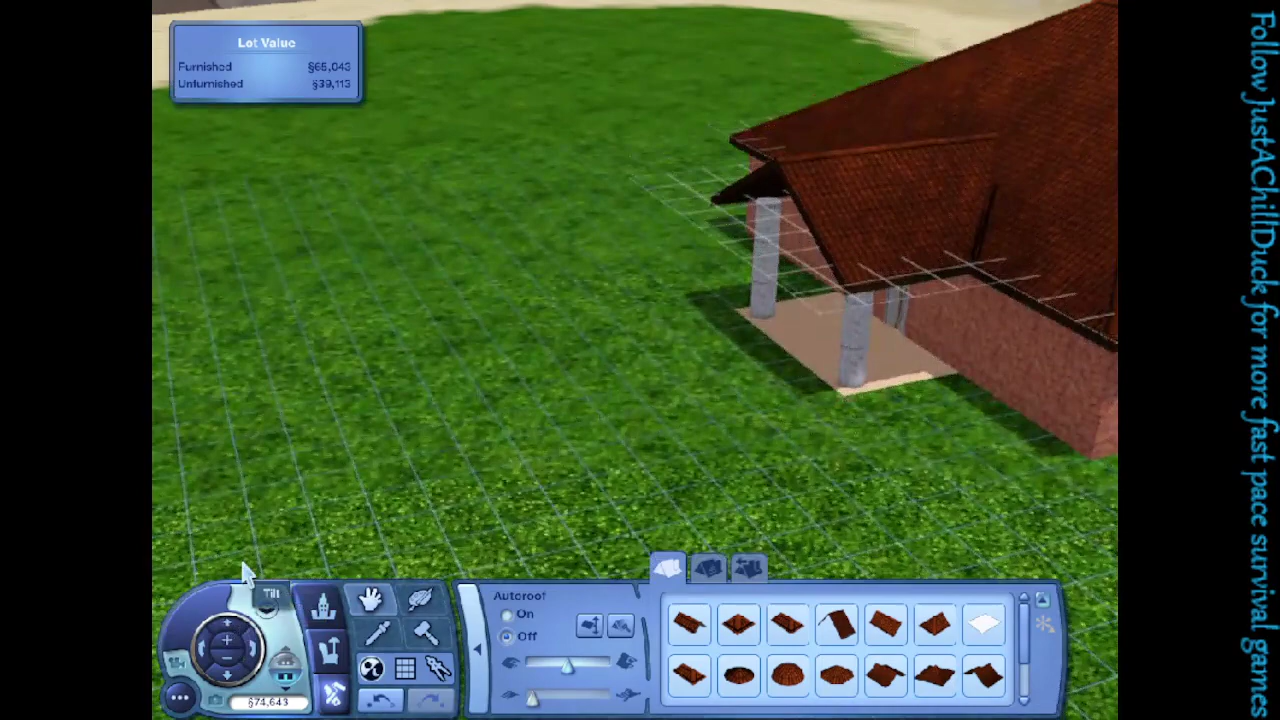 Lot Value
Furnished §65,043
Unfurnished §39,113
Follow JustAChillDuck for more fast pace survival games
Tilt
Autoroof
On
Off
§74,643